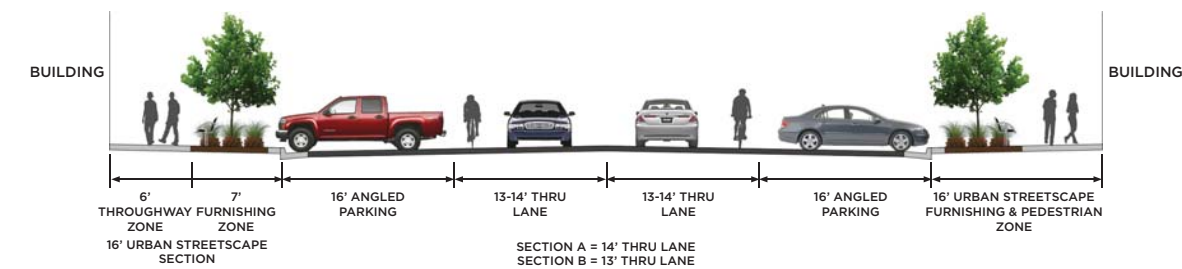 BUILDING
BUILDING
6'
THROUGHWAY
ZONE
7'
FURNISHING
ZONE
16' URBAN STREETSCAPE
SECTION
16' ANGLED
PARKING
13-14' THRU
LANE
13-14' THRU
LANE
16' ANGLED
PARKING
16' URBAN STREETSCAPE
FURNISHING & PEDESTRIAN
ZONE
SECTION A = 14' THRU LANE
SECTION B = 13' THRU LANE